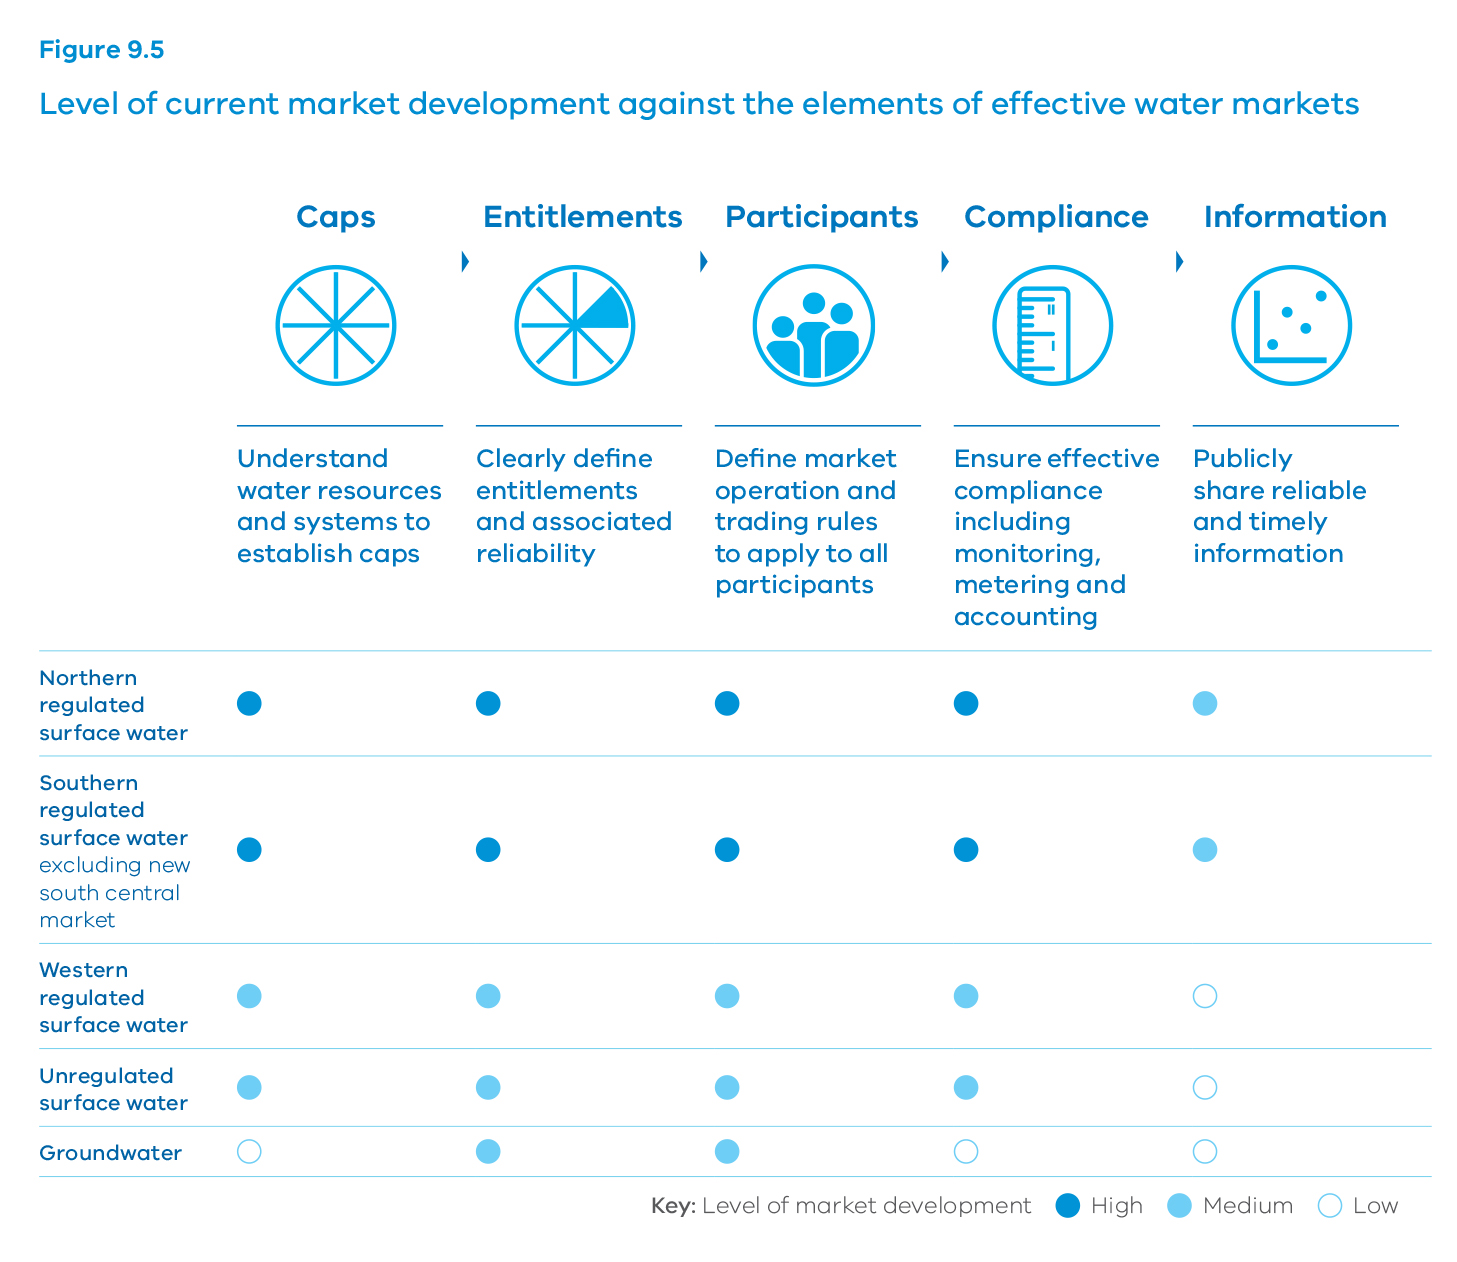 Figure 9.5
Level of current market development against the elements of effective water markets
Caps
Entitlements
Participants
Compliance
Information
Understand
water resources
and systems to
establish caps
Clearly define
entitlements
and associated
reliability
Define market
operation and
trading rules
to apply to all
participants
Ensure effective
compliance
including
monitoring,
metering and
accounting
Publicly
share reliable
and timely
information
Northern
regulated
surface water
Southern
regulated
surface water
excluding new
south central
market
Western
regulated
surface water
Unregulated
surface water
Groundwater
Key: Level of market development High Medium Low